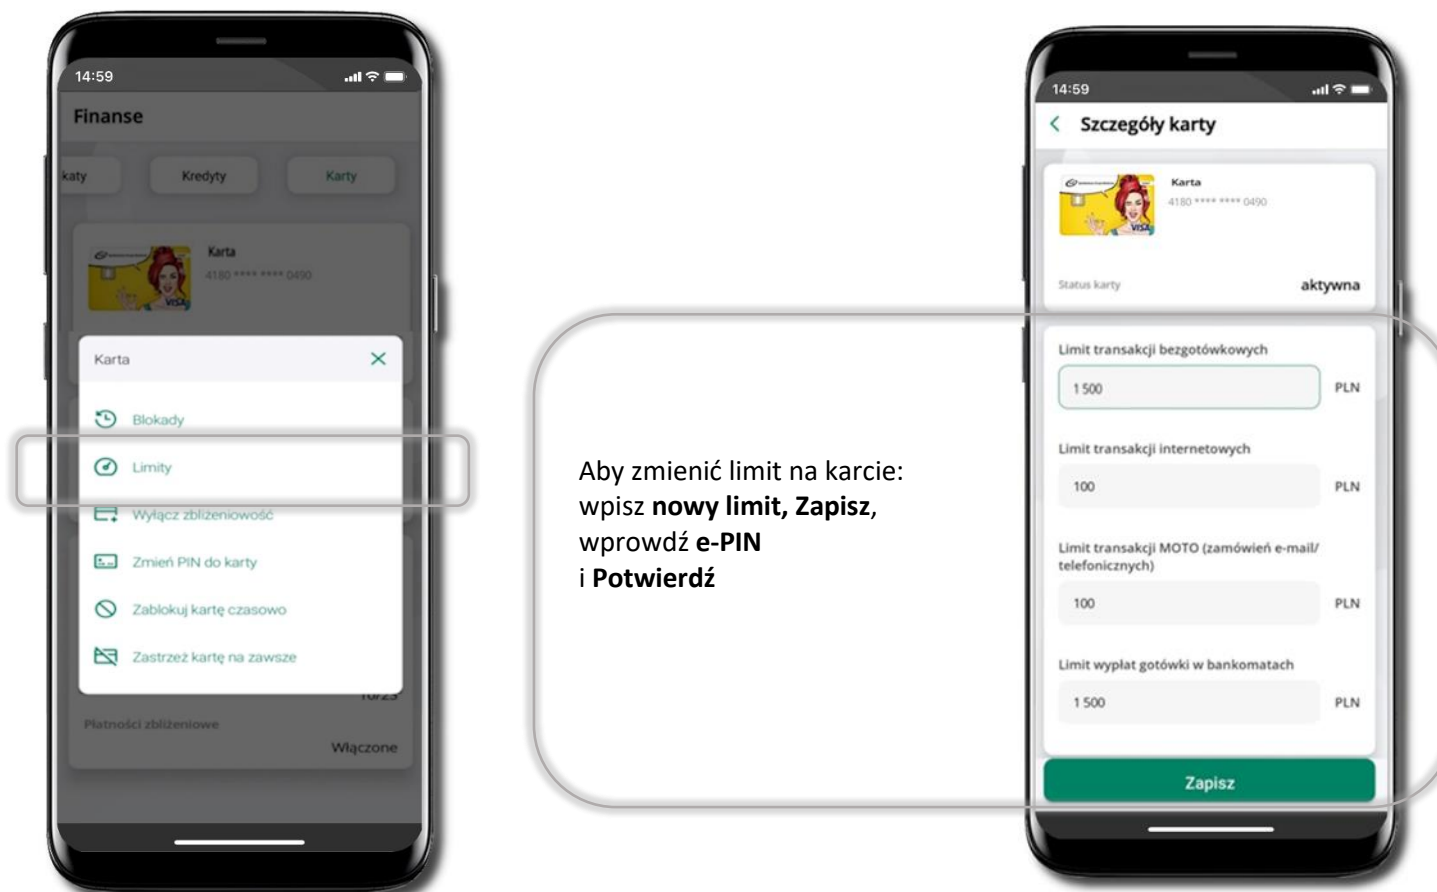 14:59
Finanse
katy
Kredyty
Karty
Karta
4180 **** **** 0490
VISA
Karta
Blokady
Limity
Wyłącz zbliżeniowość
Zmień PIN do karty
Zablokuj kartę czasowo
Zastrzeż kartę na zawsze
10/23
Płatności zbliżeniowe
Włączone
Aby zmienić limit na karcie:
wpisz nowy limit, Zapisz,
wprowdź e-PIN
i Potwierdź
14:59
Szczegóły karty
Karta
4180 **** **** 0490
VISA
Status karty
aktywna
Limit transakcji bezgotówkowych
1 500 PLN
Limit transakcji internetowych
100 PLN
Limit transakcji MOTO (zamówień e-mail/
telefonicznych)
100 PLN
Limit wypłat gotówki w bankomatach
1 500 PLN
Zapisz